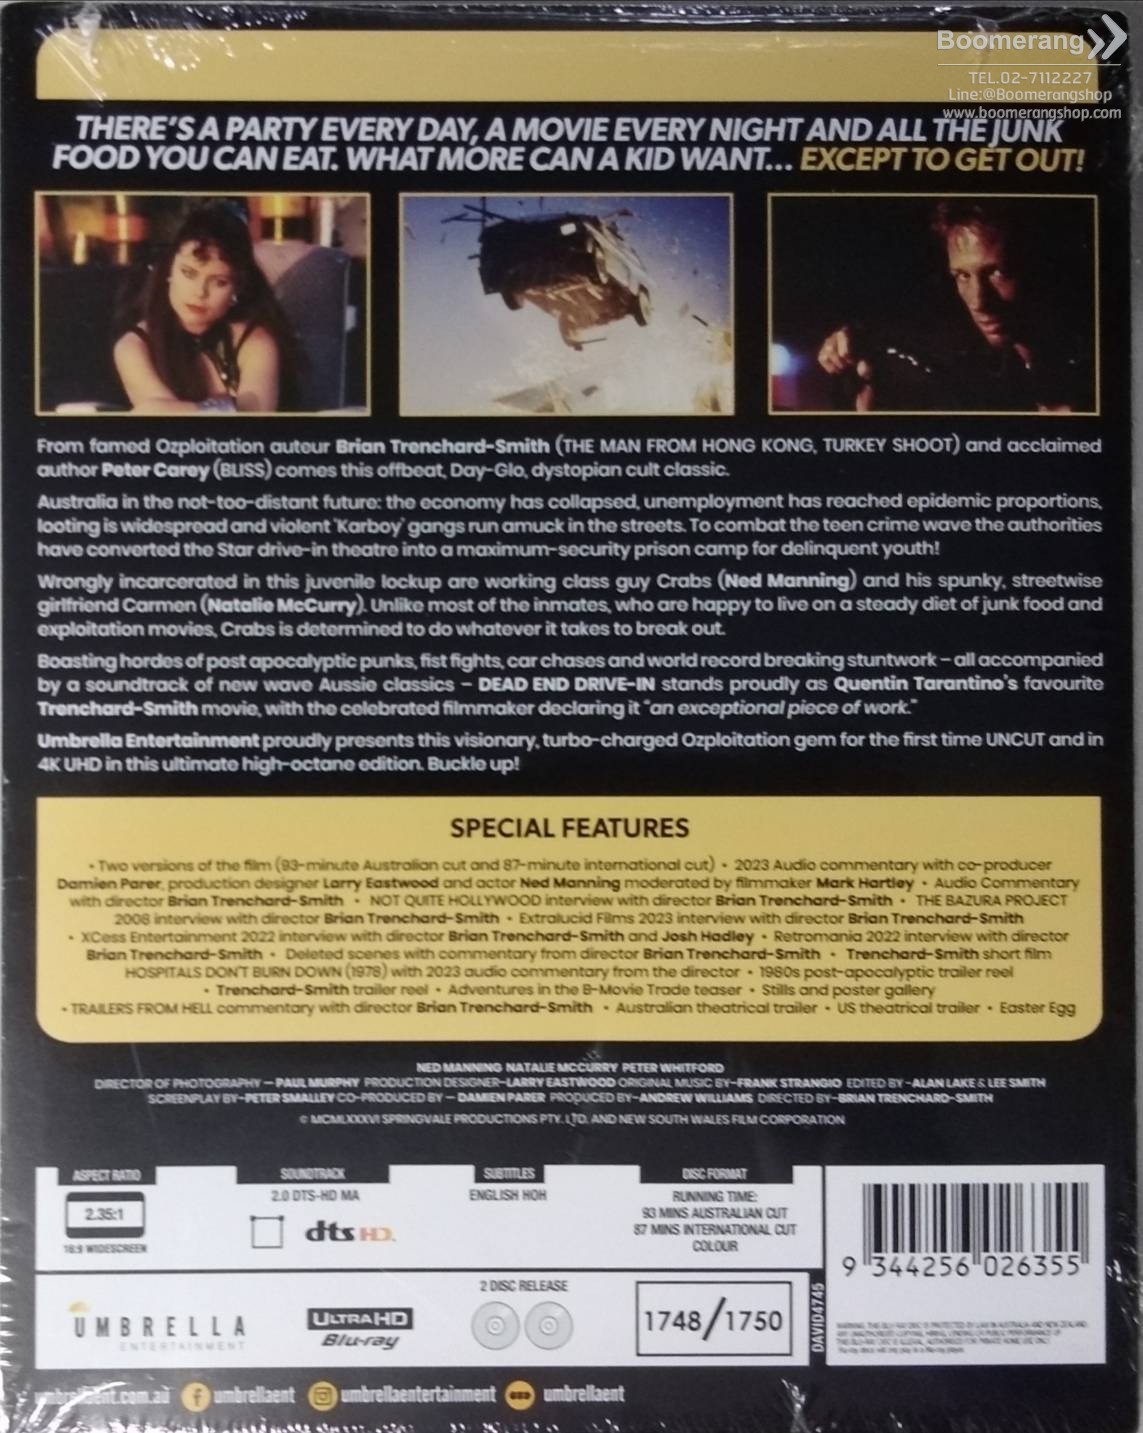 Boomerang
TEL.02-7112227
Line:@Boomerangshop
www.boomerangshop.com
THERE'S A PARTY EVERY DAY, A MOVIE EVERY NIGHT AND ALL THE JUNK
FOOD YOU CAN EAT. WHAT MORE CAN A KID WANT... EXCEPT TO GET OUT!
From famed Ozploitation auteur Brian Trenchard-Smith (THE MAN FROM HONG KONG, TURKEY SHOOT) and acclaimed
author Peter Carey (BLISS) comes this offbeat, Day-Glo, dystopian cult classic.
Australia in the not-too-distant future: the economy has collapsed, unemployment has reached epidemic proportions,
looting is widespread and violent 'Karboy' gangs run amuck in the streets. To combat the teen crime wave the authorities
have converted the Star drive-in theatre into a maximum-security prison camp for delinquent youth!
Wrongly incarcerated in this juvenile lockup are working class guy Crabs (Ned Manning) and his spunky, streetwise
girlfriend Carmen (Natalie McCurry). Unlike most of the inmates, who are happy to live on a steady diet of junk food and
exploitation movies, Crabs is determined to do whatever it takes to break out.
Boasting hordes of post apocalyptic punks, fist fights, car chases and world record breaking stuntwork – all accompanied
by a soundtrack of new wave Aussie classics – DEAD END DRIVE-IN stands proudly as Quentin Tarantino's favourite
Trenchard-Smith movie, with the celebrated filmmaker declaring it "an exceptional piece of work."
Umbrella Entertainment proudly presents this visionary, turbo-charged Ozploitation gem for the first time UNCUT and in
4K UHD in this ultimate high-octane edition. Buckle up!
SPECIAL FEATURES
• Two versions of the film (93-minute Australian cut and 87-minute international cut) • 2023 Audio commentary with co-producer
Damien Parer, production designer Larry Eastwood and actor Ned Manning moderated by filmmaker Mark Hartley • Audio Commentary
with director Brian Trenchard-Smith • NOT QUITE HOLLYWOOD interview with director Brian Trenchard-Smith • THE BAZURA PROJECT
2008 interview with director Brian Trenchard-Smith • Extralucid Films 2023 interview with director Brian Trenchard-Smith
• XCess Entertainment 2022 interview with director Brian Trenchard-Smith and Josh Hadley • Retromania 2022 interview with director
Brian Trenchard-Smith • Deleted scenes with commentary from director Brian Trenchard-Smith • Trenchard-Smith short film
HOSPITALS DON'T BURN DOWN (1978) with 2023 audio commentary from the director • 1980s post-apocalyptic trailer reel
• Trenchard-Smith trailer reel • Adventures in the B-Movie Trade teaser • Stills and poster gallery
• TRAILERS FROM HELL commentary with director Brian Trenchard-Smith • Australian theatrical trailer • US theatrical trailer • Easter Egg
NED MANNING NATALIE MCCURRY PETER WHITFORD
DIRECTOR OF PHOTOGRAPHY – PAUL MURPHY PRODUCTION DESIGNER–LARRY EASTWOOD ORIGINAL MUSIC BY–FRANK STRANGIO EDITED BY –ALAN LAKE & LEE SMITH
SCREENPLAY BY–PETER SMALLEY CO-PRODUCED BY – DAMIEN PARER PRODUCED BY–ANDREW WILLIAMS DIRECTED BY–BRIAN TRENCHARD-SMITH
© MCMLXXXVI SPRINGVALE PRODUCTIONS PTY. LTD. AND NEW SOUTH WALES FILM CORPORATION
ASPECT RATIO
2.35:1
16:9 WIDESCREEN
SOUNDTRACK
2.0 DTS-HD MA
dts HD.
SUBTITLES
ENGLISH HOH
DISC FORMAT
RUNNING TIME:
93 MINS AUSTRALIAN CUT
87 MINS INTERNATIONAL CUT
COLOUR
9 344256 026355
UMBRELLA
ENTERTAINMENT
ULTRA HD
Blu-ray
2 DISC RELEASE
1748/1750
DAVID4745
umbrellaent.com.au umbrellaent umbrellaentertainment umbrellaent